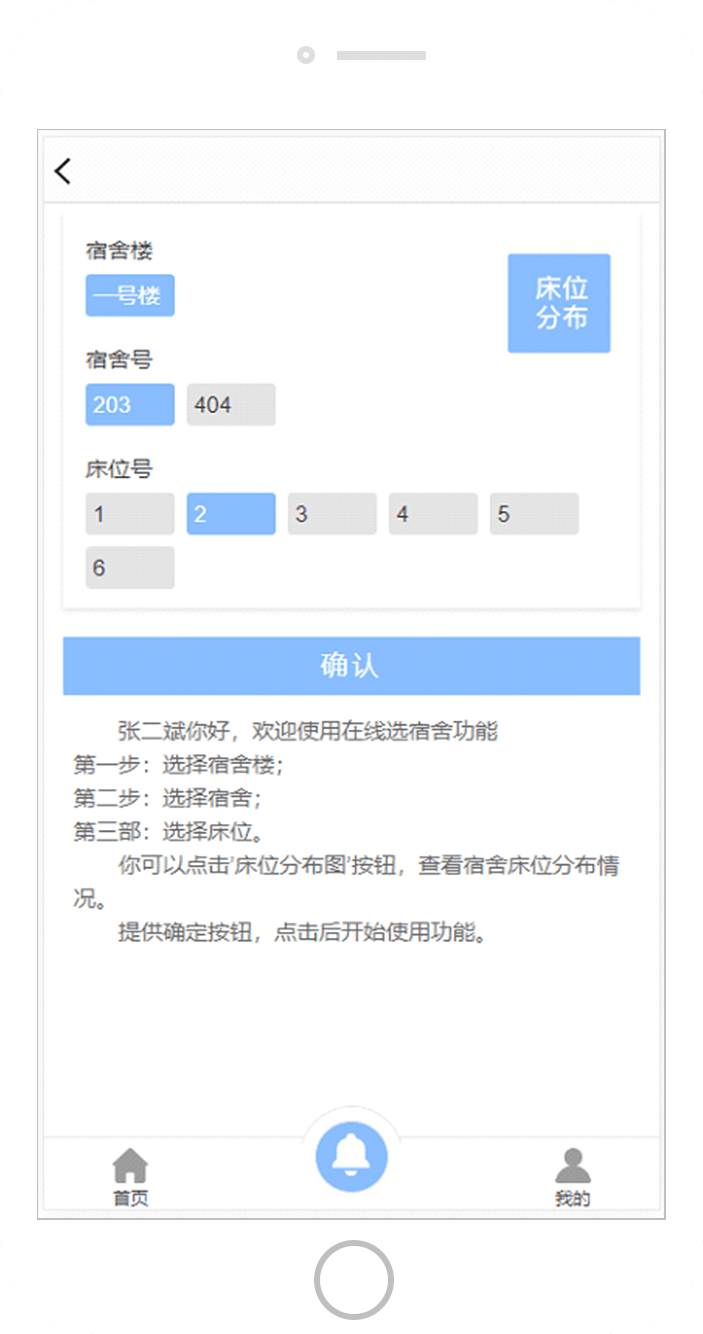 宿舍楼
一号楼
床位
分布
宿舍号
203 404
床位号
1 2 3 4 5
6
确认
张二斌你好，欢迎使用在线选宿舍功能
第一步：选择宿舍楼；
第二步：选择宿舍；
第三部：选择床位。
你可以点击'床位分布图'按钮，查看宿舍床位分布情
况。
提供确定按钮，点击后开始使用功能。
首页 我的